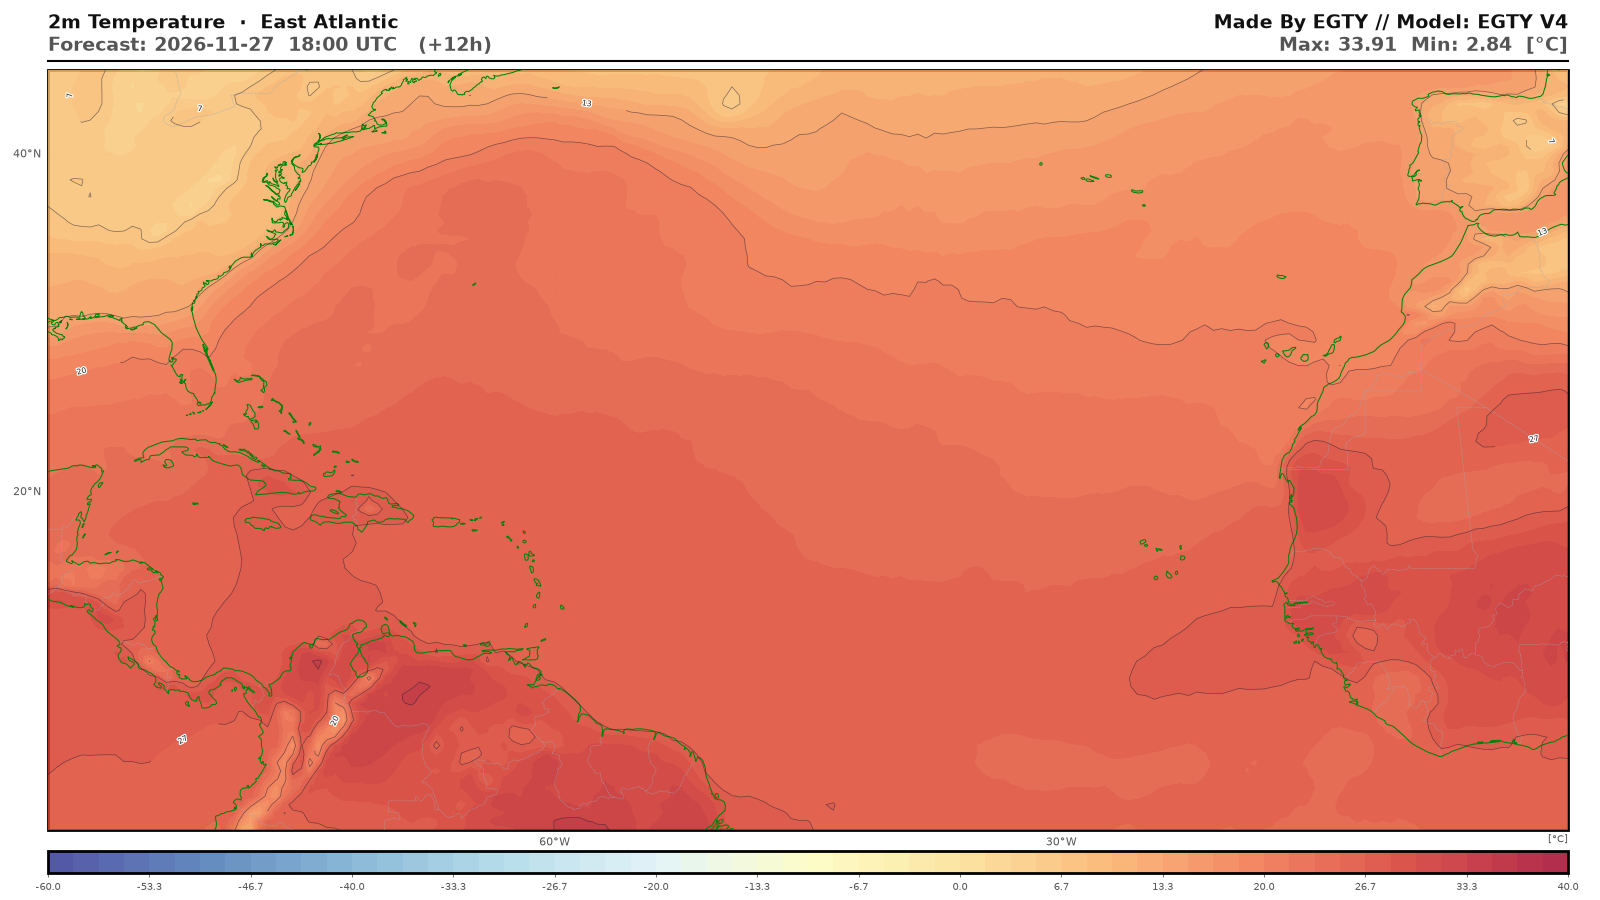 2m Temperature · East Atlantic
Made By EGTY // Model: EGTY V4
Forecast: 2026-11-27 18:00 UTC (+12h)
Max: 33.91 Min: 2.84 [°C]
7
7
13
7
40°N
13
20
27
20°N
20
27
60°W
30°W
[°C]
-60.0
-53.3
-46.7
-40.0
-33.3
-26.7
-20.0
-13.3
-6.7
0.0
6.7
13.3
20.0
26.7
33.3
40.0